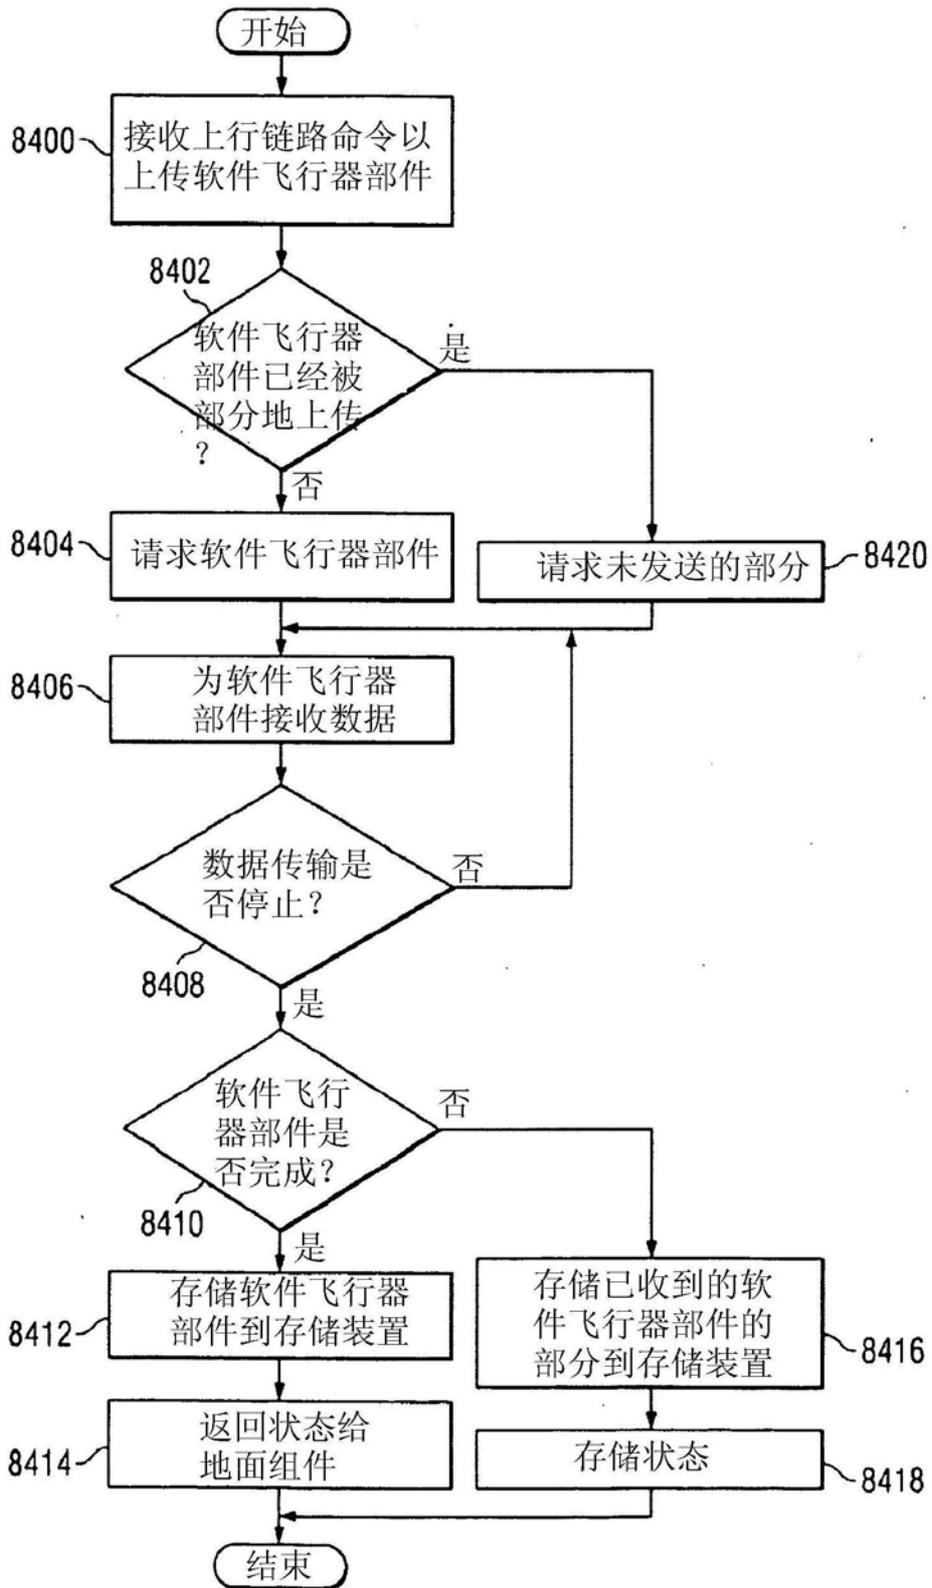 开始
8400
接收上行链路命令以
上传软件飞行器部件
8402
软件飞行器
部件已经被
部分地上传
?
是
否
8404
请求软件飞行器部件
请求未发送的部分
8420
8406
为软件飞行器
部件接收数据
数据传输是
否停止?
否
8408
是
软件飞行
器部件是
否完成?
否
8410
是
8412
存储软件飞行器
部件到存储装置
存储已收到的软
件飞行器部件的
部分到存储装置
8416
8414
返回状态给
地面组件
存储状态
8418
结束